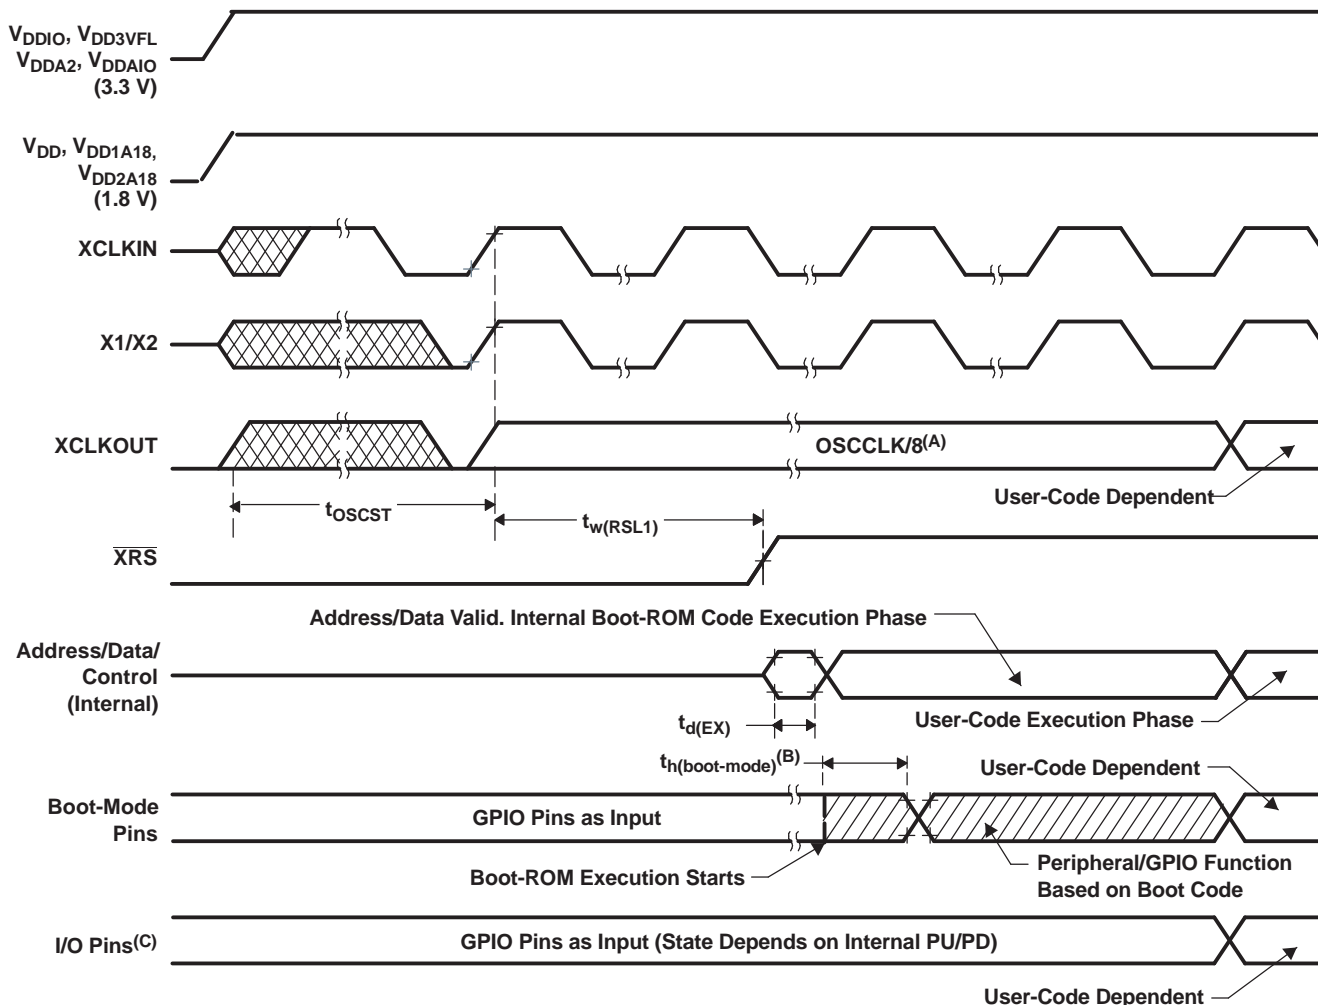 VDDIO, VDD3VFL
VDDA2, VDDAIO
(3.3 V)
VDD, VDD1A18,
VDD2A18
(1.8 V)
XCLKIN
X1/X2
XCLKOUT
OSCCLK/8(A)
User-Code Dependent
tOSCST
tw(RSL1)
XRS
Address/Data Valid. Internal Boot-ROM Code Execution Phase
Address/Data/
Control
(Internal)
td(EX)
User-Code Execution Phase
th(boot-mode)(B)
User-Code Dependent
Boot-Mode
Pins
GPIO Pins as Input
Boot-ROM Execution Starts
Peripheral/GPIO Function
Based on Boot Code
I/O Pins(C)
GPIO Pins as Input (State Depends on Internal PU/PD)
User-Code Dependent